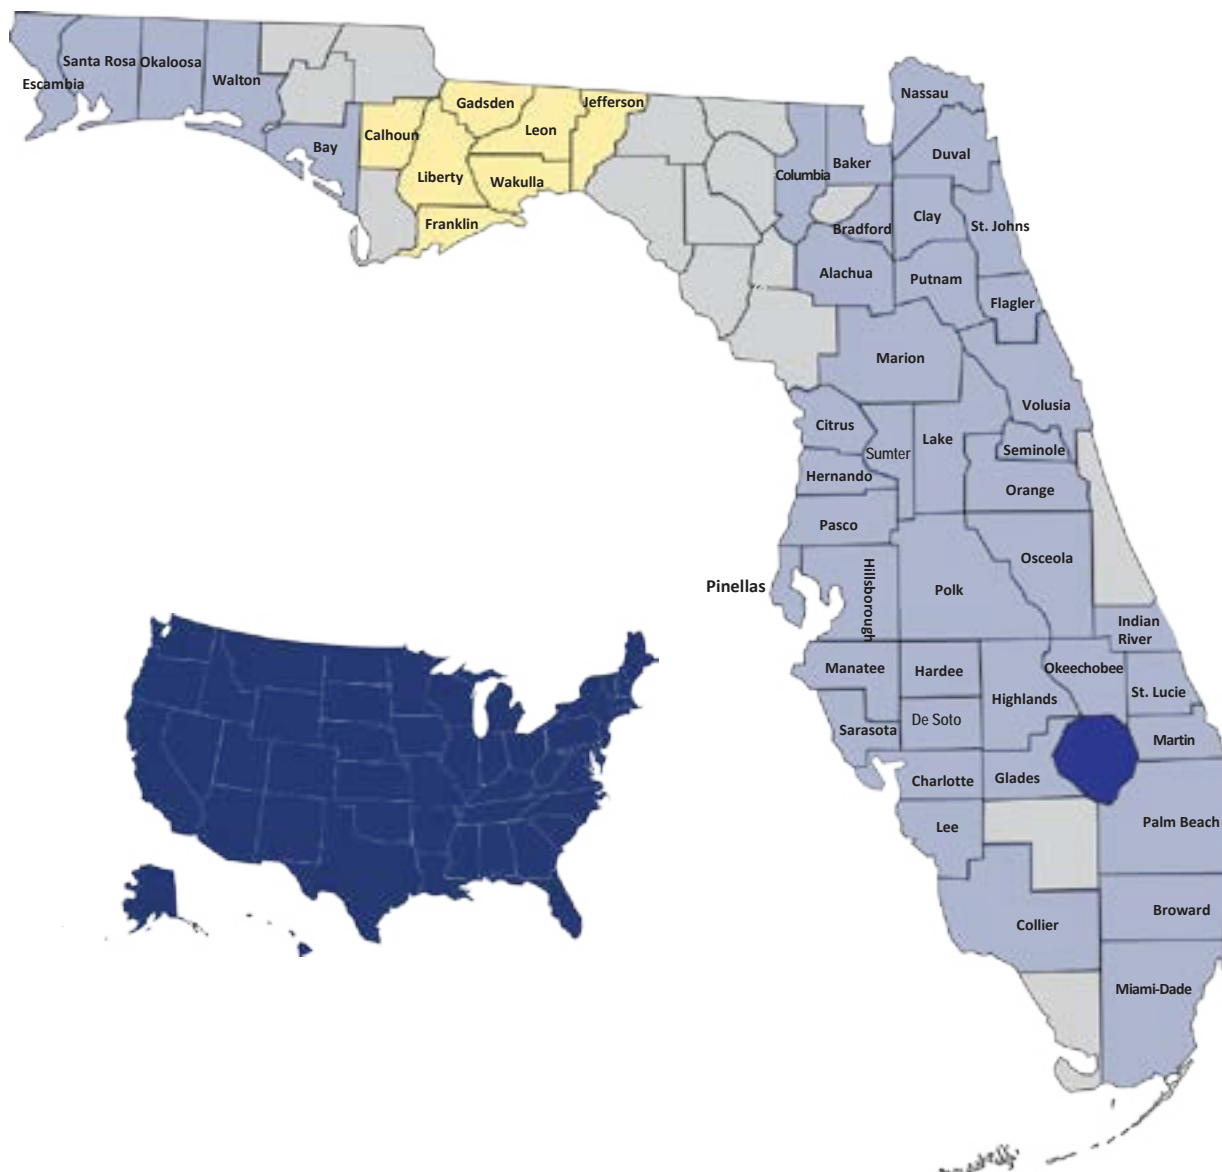 Santa Rosa
Okaloosa
Walton
Escambia
Bay
Gadsden
Jefferson
Calhoun
Leon
Liberty
Wakulla
Franklin
Nassau
Baker
Duval
Columbia
Clay
Bradford
St. Johns
Alachua
Putnam
Flagler
Marion
Volusia
Citrus
Lake
Sumter
Seminole
Hernando
Orange
Pasco
Osceola
Pinellas
Hillsborough
Polk
Indian
River
Manatee
Hardee
Okeechobee
Highlands
St. Lucie
De Soto
Sarasota
Martin
Charlotte
Glades
Lee
Palm Beach
Collier
Broward
Miami-Dade